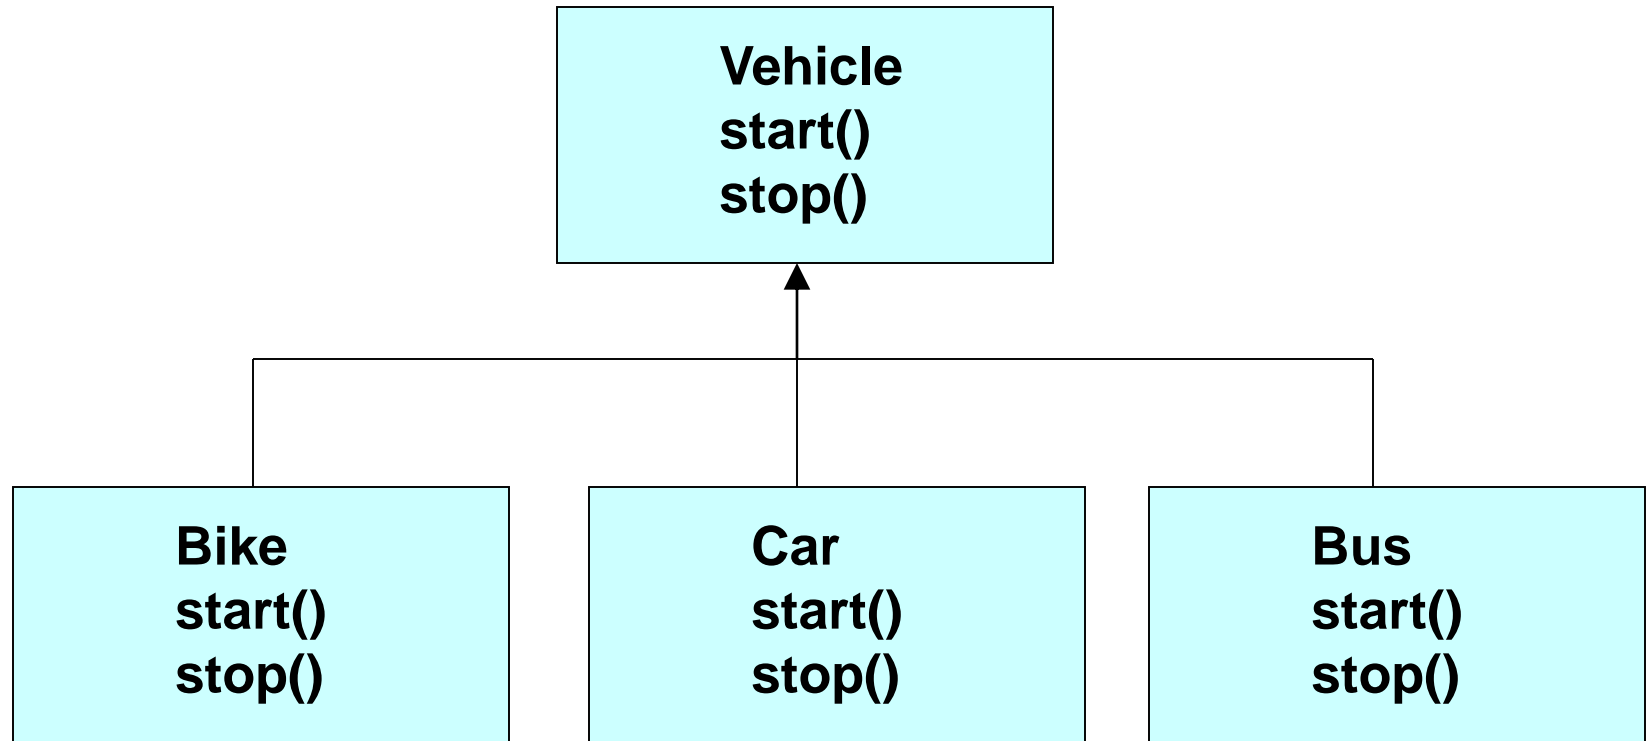 Vehicle
start()
stop()
Bike
start()
stop()
Car
start()
stop()
Bus
start()
stop()